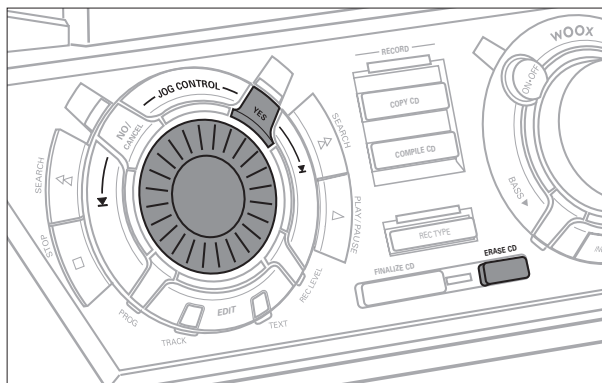 RECORD
wOOx
ON•OFF
JOG CONTROL
YES
NO/
CANCEL
COPY CD
COMPILE CD
SEARCH
SEARCH
BASS
PLAY/PAUSE
STOP
REC TYPE
ERASE CD
FINALIZE CD
REC LEVEL
PROG
EDIT
TRACK
TEXT